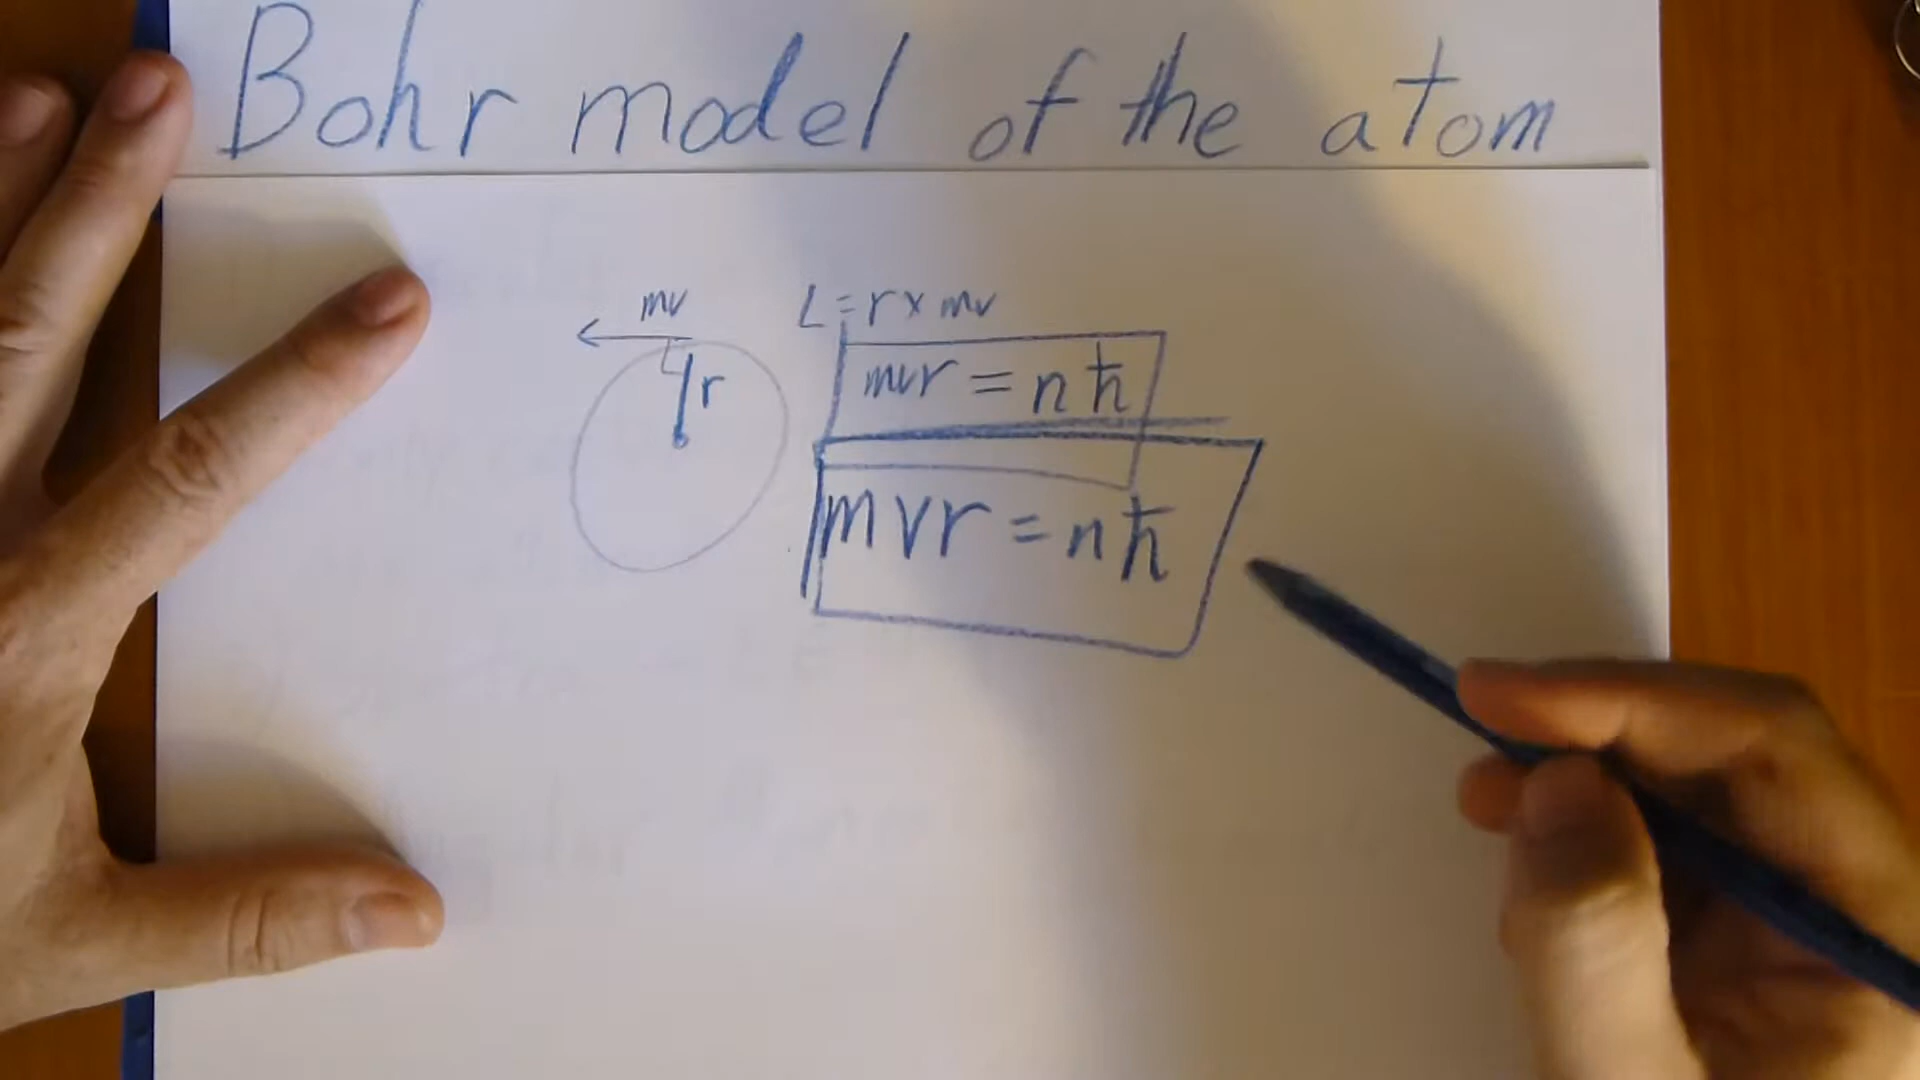 Bohr model of the atom
mv
L = r x mv
r
mvr = nħ
mvr = nħ